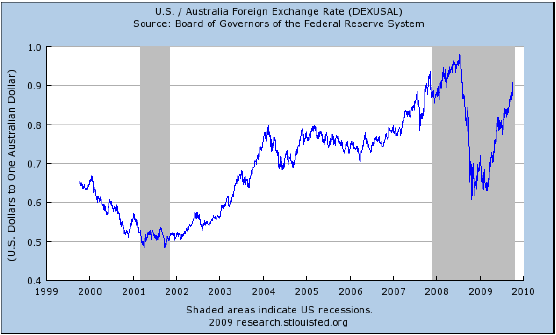 U.S. / Australia Foreign Exchange Rate (DEXUSAL)
Source: Board of Governors of the Federal Reserve System
(U.S. Dollars to One Australian Dollar)
1.0
0.9
0.8
0.7
0.6
0.5
0.4
1999 2000 2001 2002 2003 2004 2005 2006 2007 2008 2009 2010
Shaded areas indicate US recessions.
2009 research.stlouisfed.org